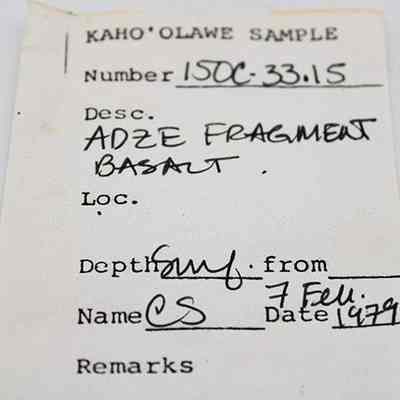 KAHO'OLAWE SAMPLE
Number 150C-33.15
Desc.
ADZE FRAGMENT
BASALT.
Loc.
Depth Surf. from
Name CS Date 7 Feb. 1979
Remarks